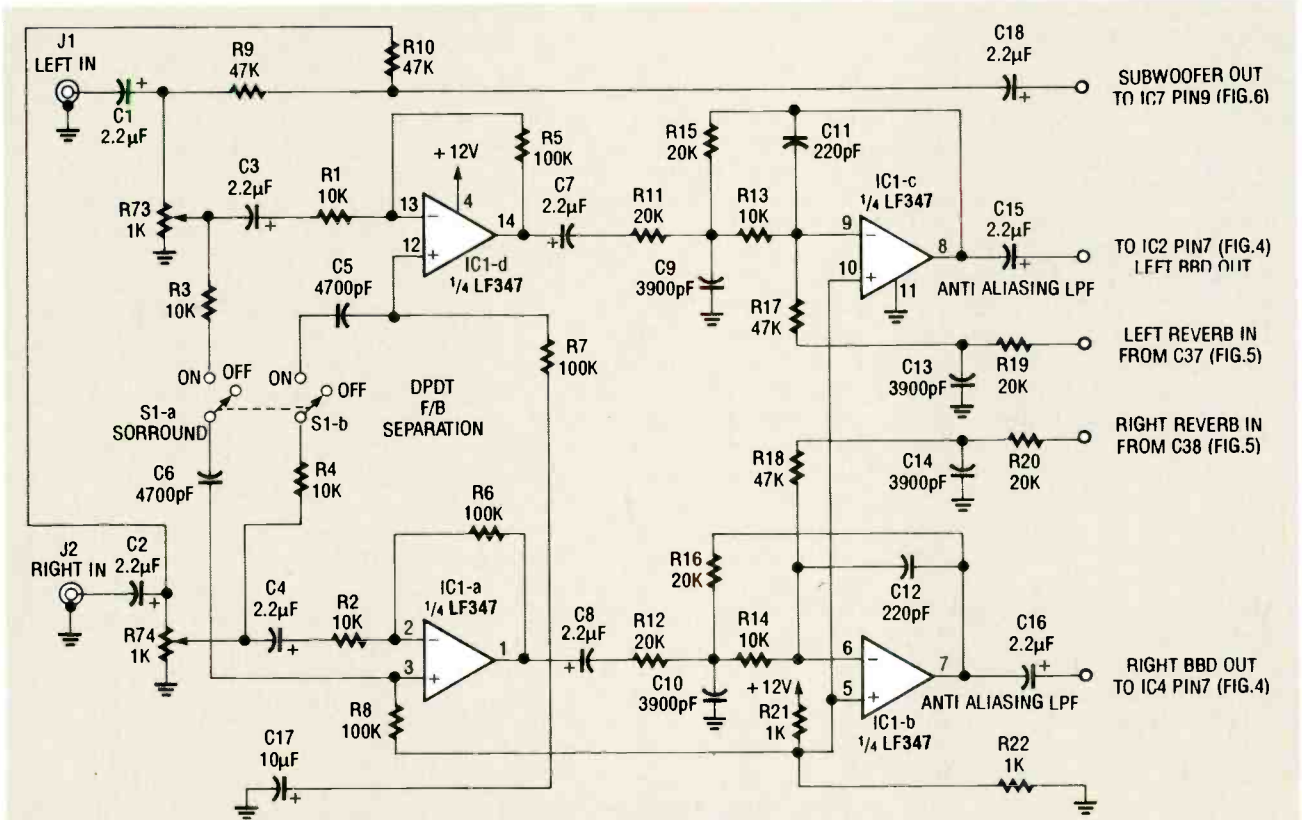 J1
LEFT IN
C1
2.2µF
R9
47K
R10
47K
C18
2.2µF
SUBWOOFER OUT
TO IC7 PIN9 (FIG.6)
R73
1K
C3
2.2µF
R1
10K
R5
100K
+12V
4
13
12
14
IC1-d
1/4 LF347
C7
2.2µF
R11
20K
R15
20K
R13
10K
C11
220pF
C9
3900pF
IC1-c
1/4 LF347
9
10
8
11
ANTI ALIASING LPF
C15
2.2µF
TO IC2 PIN7 (FIG.4)
LEFT BBD OUT
R3
10K
C5
4700pF
R7
100K
R17
47K
C13
3900pF
R19
20K
LEFT REVERB IN
FROM C37 (FIG.5)
ON
OFF
ON
OFF
S1-a
SORROUND
S1-b
DPDT
F/B
SEPARATION
C6
4700pF
R4
10K
R18
47K
C14
3900pF
R20
20K
RIGHT REVERB IN
FROM C38 (FIG.5)
J2
RIGHT IN
C2
2.2µF
R74
1K
C4
2.2µF
R2
10K
R6
100K
IC1-a
1/4 LF347
2
3
1
R8
100K
C8
2.2µF
R12
20K
R16
20K
R14
10K
C12
220pF
C10
3900pF
+12V
R21
1K
6
5
7
IC1-b
1/4 LF347
ANTI ALIASING LPF
C16
2.2µF
RIGHT BBD OUT
TO IC4 PIN7 (FIG.4)
R22
1K
C17
10µF